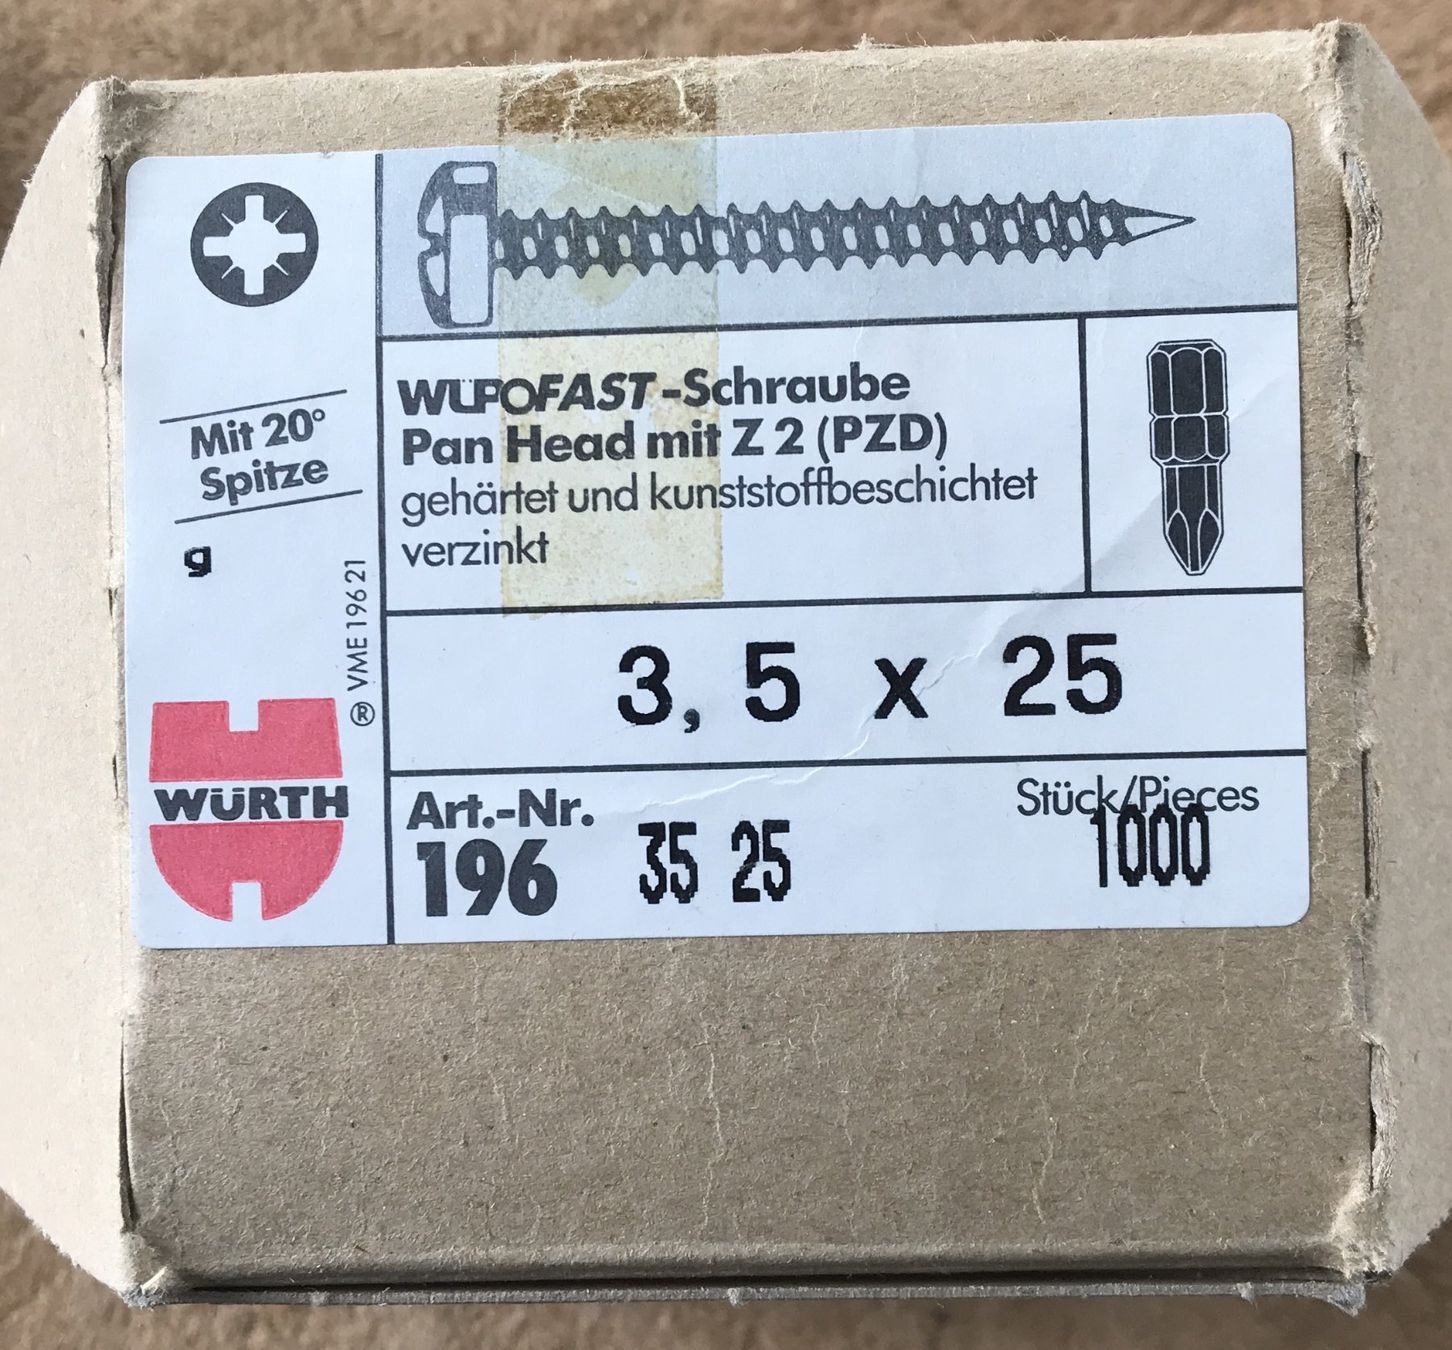 Mit 20°
Spitze
g
® VME 196 21
WÜRTH
WÜPOFAST-Schraube
Pan Head mit Z 2 (PZD)
gehärtet und kunststoffbeschichtet
verzinkt
3,5 x 25
Art.-Nr.
196 35 25
Stück/Pieces
1000